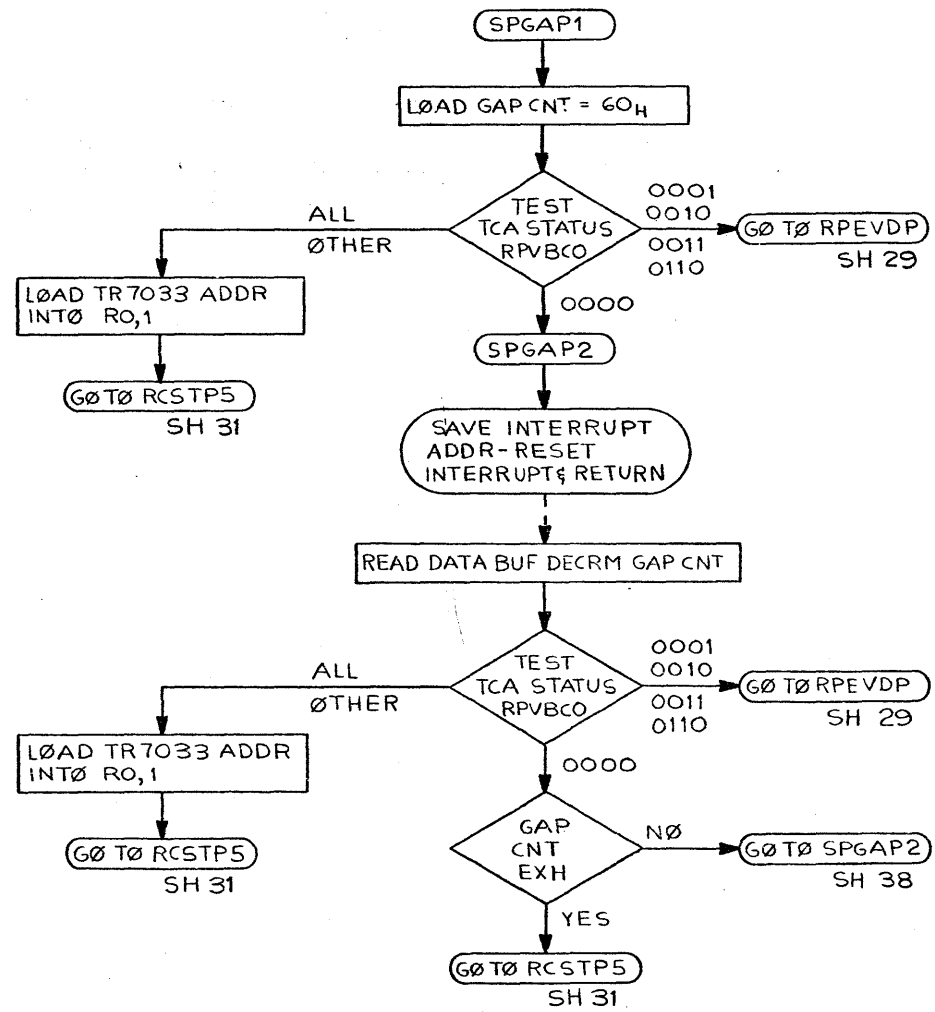 SPGAP1
LØAD GAP CNT = 60H
TEST
TCA STATUS
RPVBCO
0001
0010
0011
0110
GØ TØ RPEVDP
SH 29
ALL
ØTHER
LØAD TR7033 ADDR
INTØ RO,1
GØ TØ RCSTP5
SH 31
0000
SPGAP2
SAVE INTERRUPT
ADDR-RESET
INTERRUPT & RETURN
READ DATA BUF DECRM GAP CNT
TEST
TCA STATUS
RPVBCO
0001
0010
0011
0110
GØ TØ RPEVDP
SH 29
ALL
ØTHER
LØAD TR7033 ADDR
INTØ RO,1
GØ TØ RCSTP5
SH 31
0000
GAP
CNT
EXH
NØ
GØ TØ SPGAP2
SH 38
YES
GØ TØ RCSTP5
SH 31